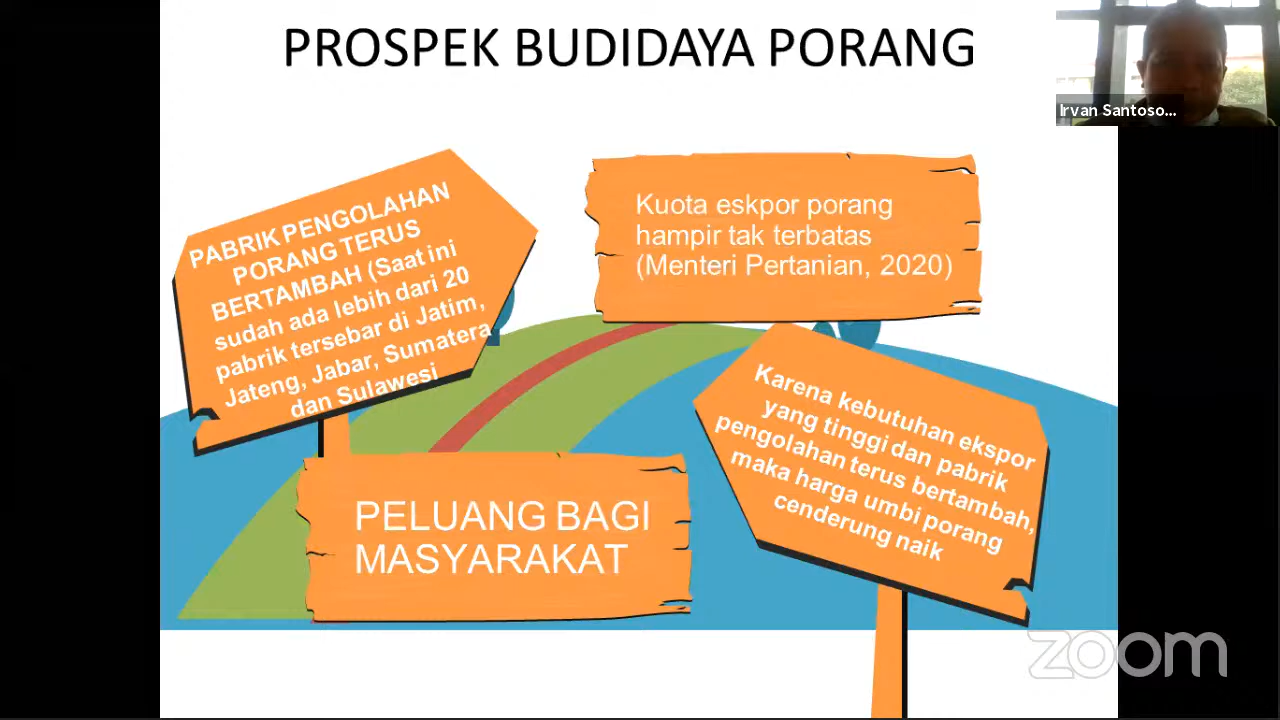 PROSPEK BUDIDAYA PORANG
Irvan Santoso...
PABRIK PENGOLAHAN
PORANG TERUS
BERTAMBAH (Saat ini
sudah ada lebih dari 20
pabrik tersebar di Jatim,
Jateng, Jabar, Sumatera
dan Sulawesi
Kuota eskpor porang
hampir tak terbatas
(Menteri Pertanian, 2020)
Karena kebutuhan ekspor
yang tinggi dan pabrik
pengolahan terus bertambah,
maka harga umbi porang
cenderung naik
PELUANG BAGI
MASYARAKAT
zoom